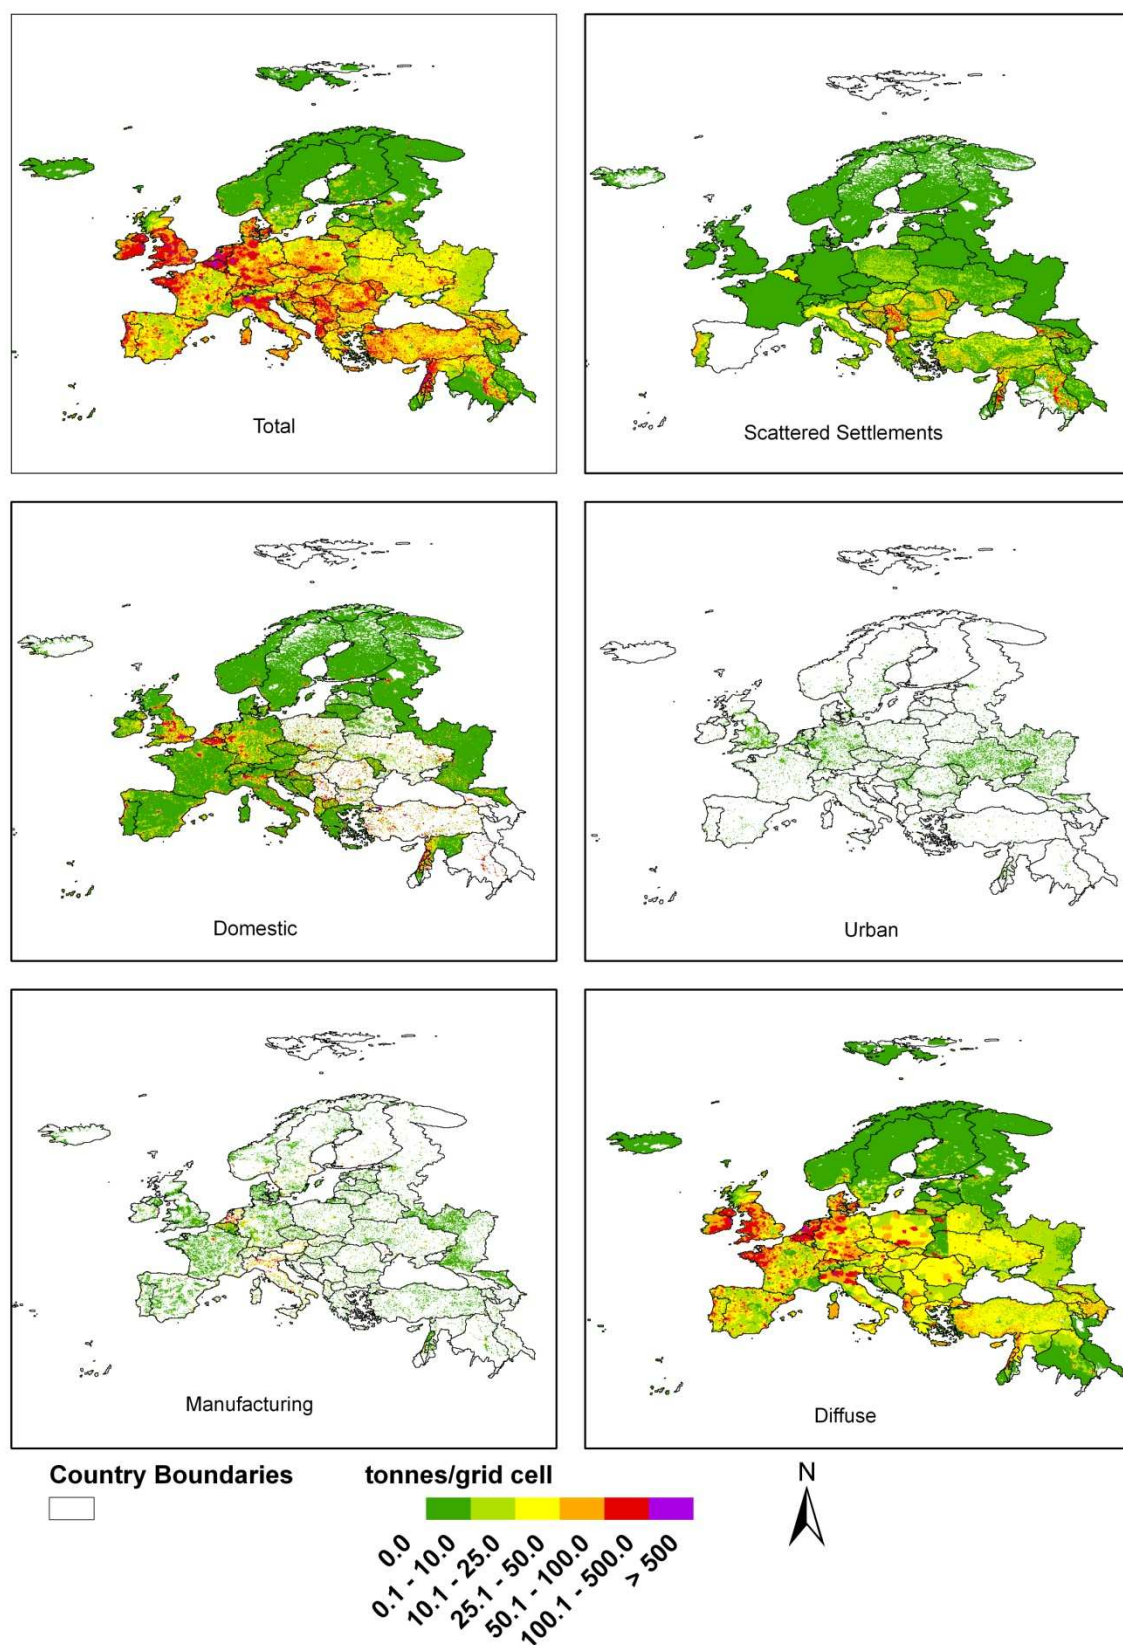 Total
Scattered Settlements
Domestic
Urban
Manufacturing
Diffuse
Country Boundaries
tonnes/grid cell
N
0.0
0.1 - 10.0
10.1 - 25.0
25.1 - 50.0
50.1 - 100.0
100.1 - 500.0
> 500